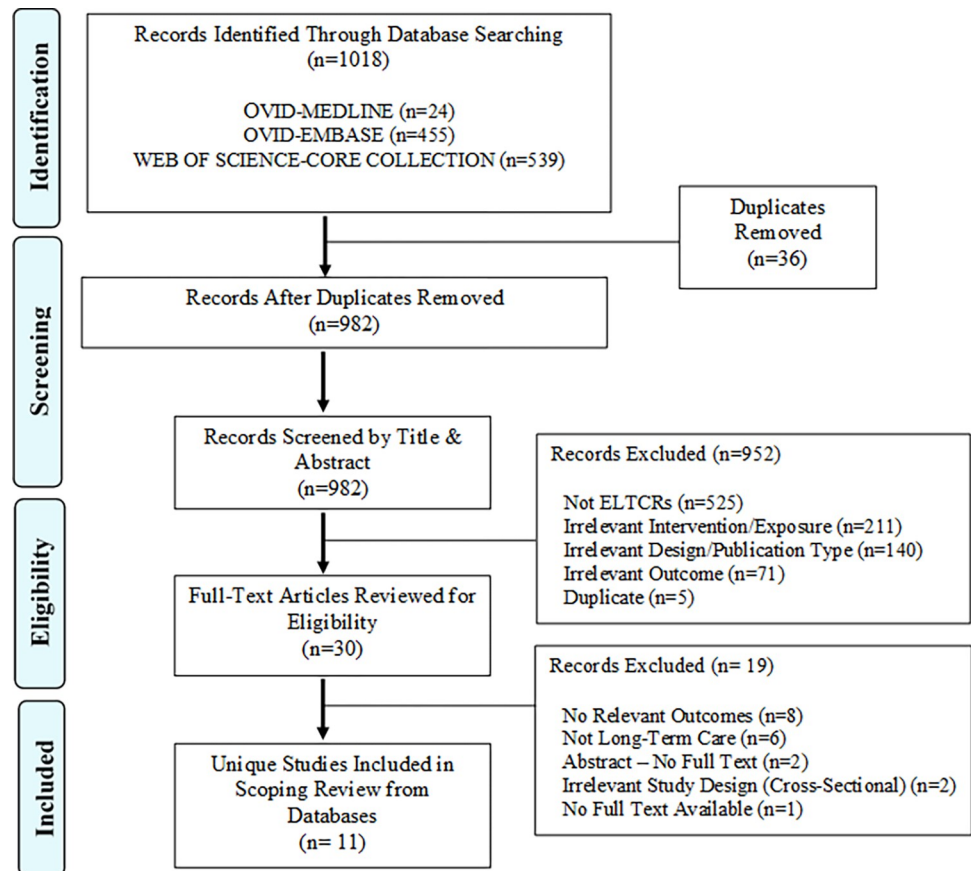 Identification
Records Identified Through Database Searching
(n=1018)
OVID-MEDLINE (n=24)
OVID-EMBASE (n=455)
WEB OF SCIENCE-CORE COLLECTION (n=539)
Duplicates
Removed
(n=36)
Screening
Records After Duplicates Removed
(n=982)
Records Screened by Title &
Abstract
(n=982)
Records Excluded (n=952)
Not ELTCRs (n=525)
Irrelevant Intervention/Exposure (n=211)
Irrelevant Design/Publication Type (n=140)
Irrelevant Outcome (n=71)
Duplicate (n=5)
Eligibility
Full-Text Articles Reviewed for
Eligibility
(n=30)
Records Excluded (n= 19)
No Relevant Outcomes (n=8)
Not Long-Term Care (n=6)
Abstract – No Full Text (n=2)
Irrelevant Study Design (Cross-Sectional) (n=2)
No Full Text Available (n=1)
Included
Unique Studies Included in
Scoping Review from
Databases
(n= 11)